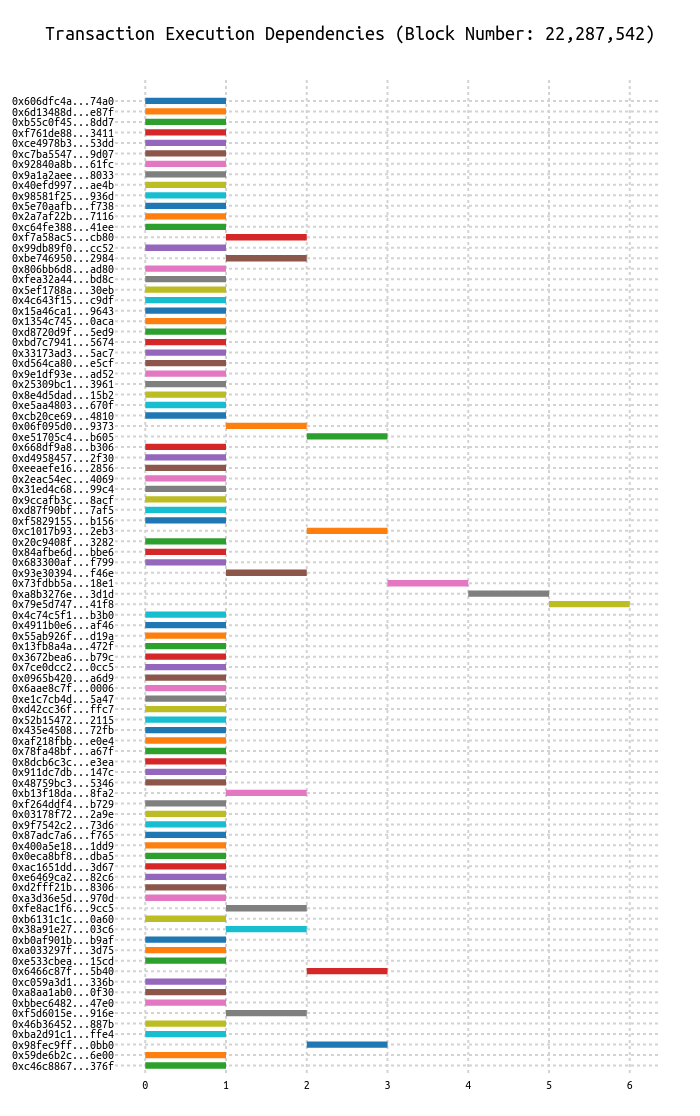 Transaction Execution Dependencies (Block Number: 22,287,542)
0x606dfc4a...74a0
0x6d13488d...e87f
0xb55c0f45...8dd7
0xf761de88...3411
0xce4978b3...53dd
0xc7ba5547...9d07
0x92840a8b...61fc
0x9a1a2aee...8033
0x40efd997...ae4b
0x98581f25...936d
0x5e70aafb...f738
0x2a7af22b...7116
0xc64fe388...41ee
0xf7a58ac5...cb80
0x99db89f0...cc52
0xbe746950...2984
0x806bb6d8...ad80
0xfea32a44...bd8c
0x5ef1788a...30eb
0x4c643f15...c9df
0x15a46ca1...9643
0x1354c745...0aca
0xd8720d9f...5ed9
0xbd7c7941...5674
0x33173ad3...5ac7
0xd564ca80...e5cf
0x9e1df93e...ad52
0x25309bc1...3961
0x8e4d5dad...15b2
0xe5aa4803...670f
0xcb20ce69...4810
0x06f095d0...9373
0xe51705c4...b605
0x668df9a8...b306
0xd4958457...2f30
0xeeaefe16...2856
0x2eac54ec...4069
0x31ed4c68...99c4
0x9ccafb3c...8acf
0xd87f90bf...7af5
0xf5829155...b156
0xc1017b93...2eb3
0x20c9408f...3282
0x84afbe6d...bbe6
0x683300af...f799
0x93e30394...f46e
0x73fdbb5a...18e1
0xa8b3276e...3d1d
0x79e5d747...41f8
0x4c74c5f1...b3b0
0x4911b0e6...af46
0x55ab926f...d19a
0x13fb8a4a...472f
0x3672bea6...b79c
0x7ce0dcc2...0cc5
0x0965b420...a6d9
0x6aae8c7f...0006
0xe1c7cb4d...5a47
0xd42cc36f...ffc7
0x52b15472...2115
0x435e4508...72fb
0xaf218fbb...e0e4
0x78fa48bf...a67f
0x8dcb6c3c...e3ea
0x911dc7db...147c
0x48759bc3...5346
0xb13f18da...8fa2
0xf264ddf4...b729
0x03178f72...2a9e
0x9f7542c2...73d6
0x87adc7a6...f765
0x400a5e18...1dd9
0x0eca8bf8...dba5
0xac1651dd...3d67
0xe6469ca2...82c6
0xd2fff21b...8306
0xa3d36e5d...970d
0xfe8ac1f6...9cc5
0xb6131c1c...0a60
0x38a91e27...03c6
0xb0af901b...b9af
0xa033297f...3d75
0xe533cbea...15cd
0x6466c87f...5b40
0xc059a3d1...336b
0xa8aa1ab0...0f30
0xbbec6482...47e0
0xf5d6015e...916e
0x46b36452...887b
0xba2d91c1...ffe4
0x98fec9ff...0bb0
0x59de6b2c...6e00
0xc46c8867...376f
0 1 2 3 4 5 6